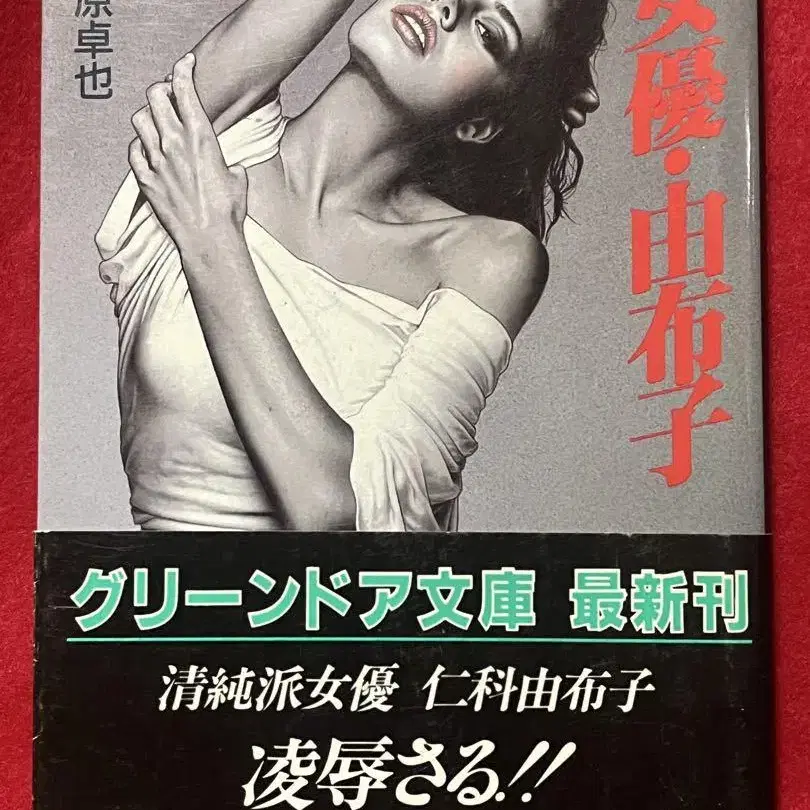 女優・由布子
原卓也
グリーンドア文庫 最新刊
清純派女優 仁科由布子
凌辱さる!!